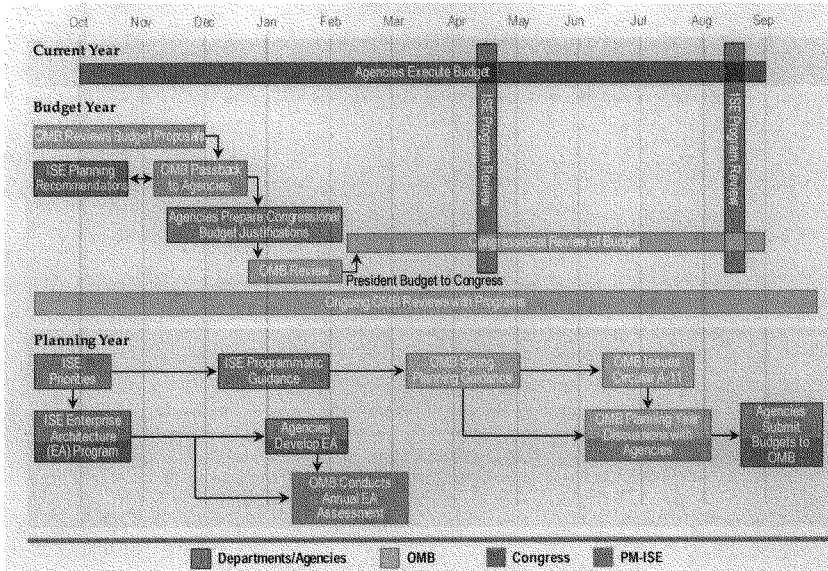 Oct Nov Dec Jan Feb Mar Apr May Jun Jul Aug Sep
Current Year
Agencies Execute Budget
ISE Program Review
ISE Program Review
Budget Year
OMB Reviews Budget Proposals
ISE Planning
Recommendations
OMB Passback
to Agencies
Agencies Prepare Congressional
Budget Justifications
Congressional Review of Budget
OMB Review
President Budget to Congress
Ongoing OMB Reviews with Programs
Planning Year
ISE
Priorities
ISE Programmatic
Guidance
OMB Spring
Planning Guidance
OMB Issues
Circular A-11
ISE Enterprise
Architecture
(EA) Program
Agencies
Develop EA
OMB Planning Year
Discussions with
Agencies
Agencies
Submit
Budgets to
OMB
OMB Conducts
Annual EA
Assessment
Departments/Agencies OMB Congress PM-ISE